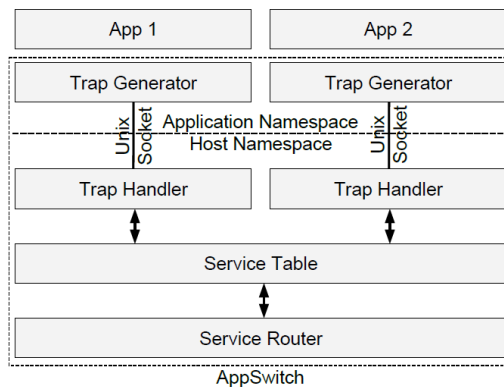 App 1
App 2
Trap Generator
Trap Generator
Unix
Socket
Application Namespace
Unix
Socket
Host Namespace
Trap Handler
Trap Handler
Service Table
Service Router
AppSwitch